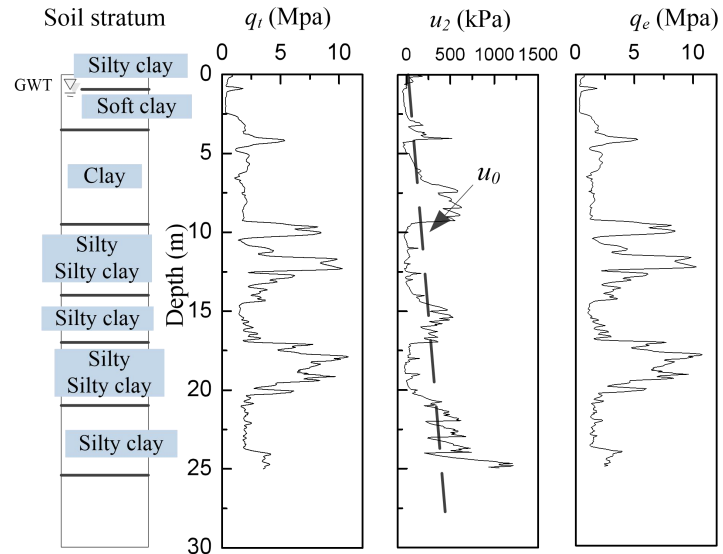 Soil stratum
qt (Mpa)
u2 (kPa)
qe (Mpa)
0 5 10
0 500 1000 1500
0 5 10
Silty clay
GWT
Soft clay
Clay
Silty
Silty clay
Silty clay
Silty
Silty clay
Silty clay
Depth (m)
0
5
10
15
20
25
30
u0